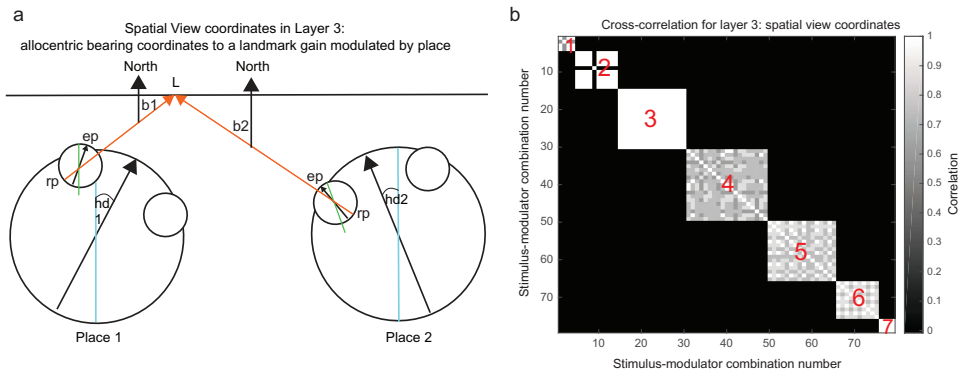 a
Spatial View coordinates in Layer 3:
allocentric bearing coordinates to a landmark gain modulated by place
North
L
North
b1
b2
ep
rp
hd
1
ep
rp
hd2
Place 1
Place 2
b
Cross-correlation for layer 3: spatial view coordinates
Stimulus-modulator combination number
10
20
30
40
50
60
70
1
2
3
4
5
6
7
10
20
30
40
50
60
70
Stimulus-modulator combination number
1
0.9
0.8
0.7
0.6
0.5
0.4
0.3
0.2
0.1
0
Correlation